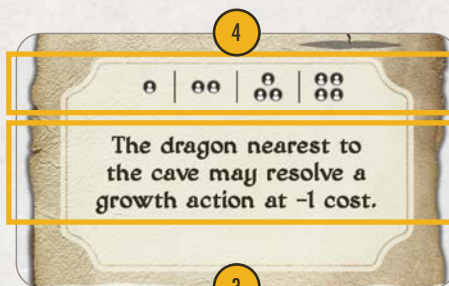 4
The dragon nearest to
the cave may resolve a
growth action at -1 cost.